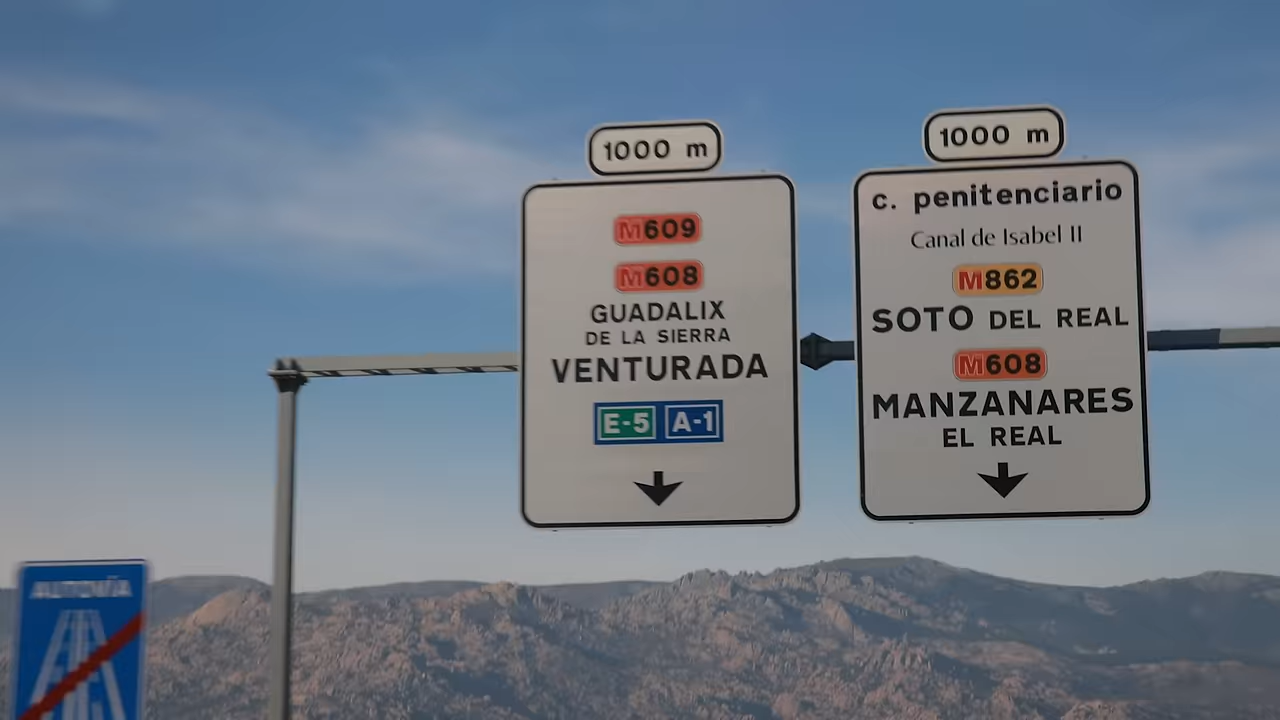 1000 m
M609
M608
GUADALIX
DE LA SIERRA
VENTURADA
E-5 A-1
1000 m
c. penitenciario
Canal de Isabel II
M862
SOTO DEL REAL
M608
MANZANARES
EL REAL
AUTOVÍA